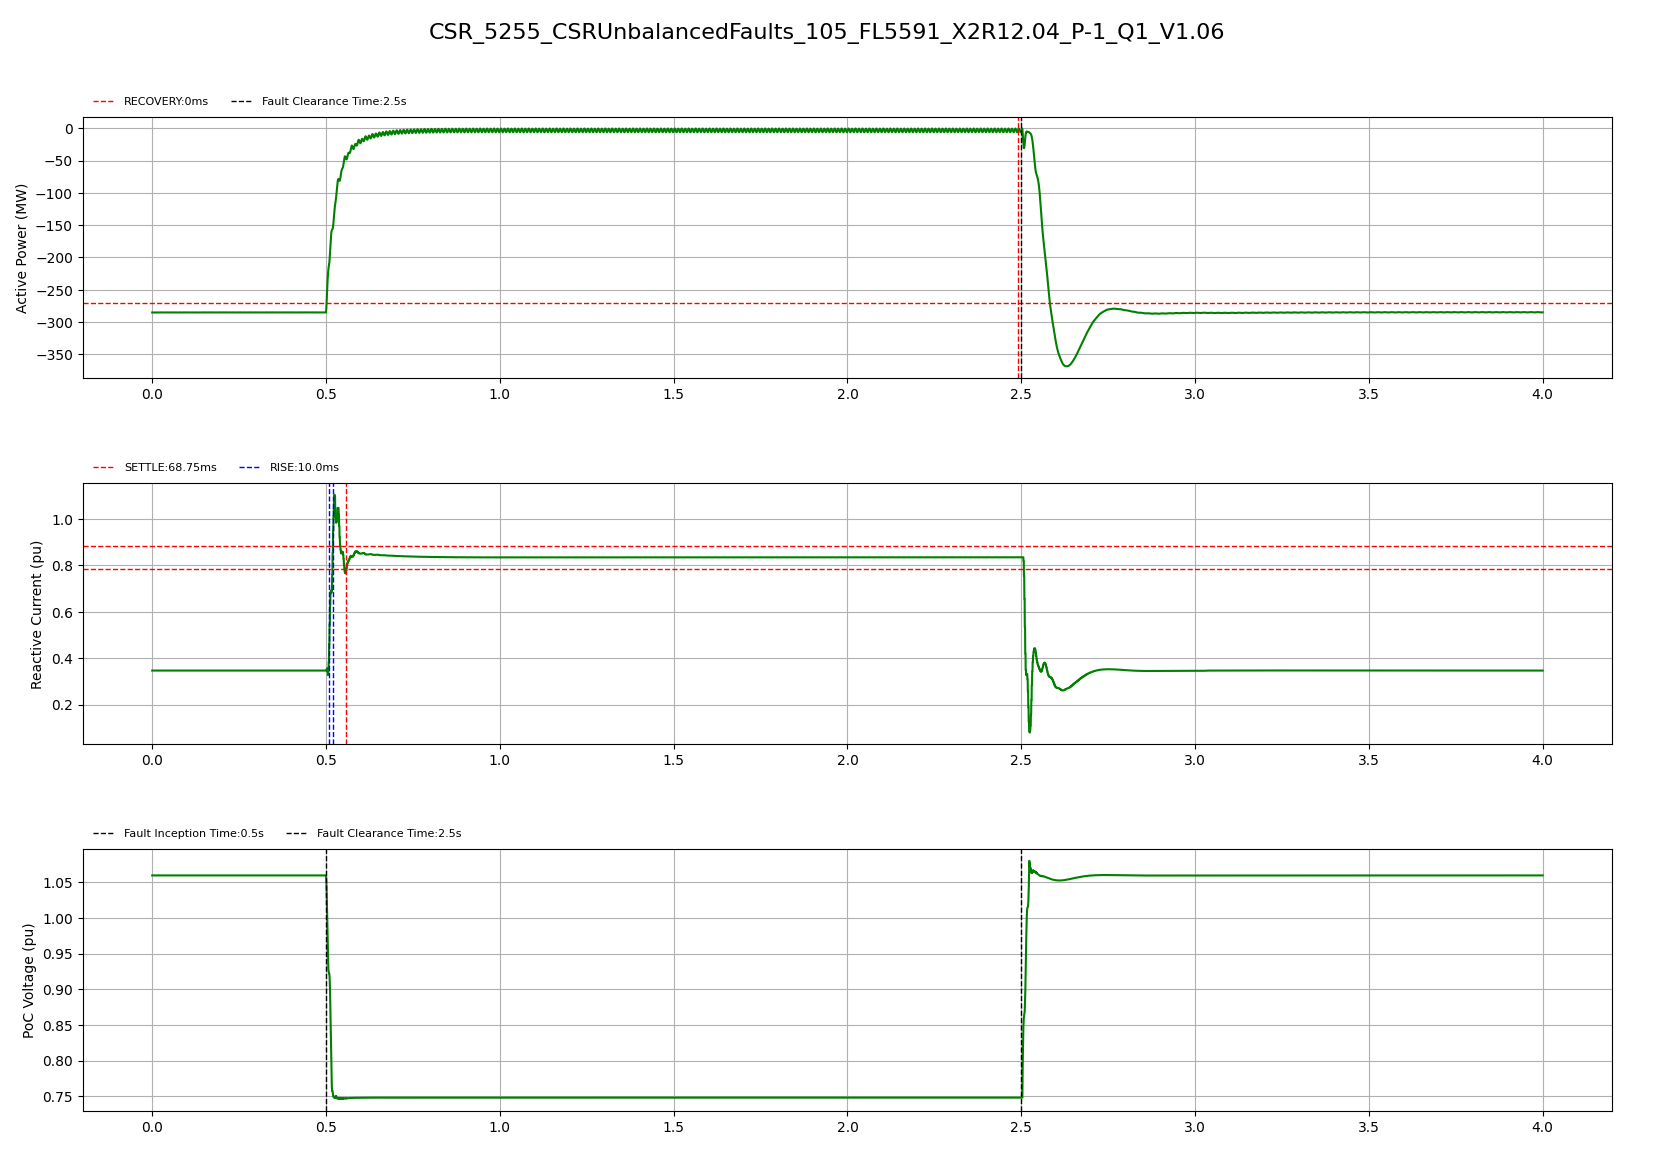 CSR_5255_CSRUnbalancedFaults_105_FL5591_X2R12.04_P-1_Q1_V1.06
RECOVERY:0ms Fault Clearance Time:2.5s
Active Power (MW)
0
−50
−100
−150
−200
−250
−300
−350
0.0 0.5 1.0 1.5 2.0 2.5 3.0 3.5 4.0
SETTLE:68.75ms RISE:10.0ms
Reactive Current (pu)
1.0
0.8
0.6
0.4
0.2
0.0 0.5 1.0 1.5 2.0 2.5 3.0 3.5 4.0
Fault Inception Time:0.5s Fault Clearance Time:2.5s
PoC Voltage (pu)
1.05
1.00
0.95
0.90
0.85
0.80
0.75
0.0 0.5 1.0 1.5 2.0 2.5 3.0 3.5 4.0